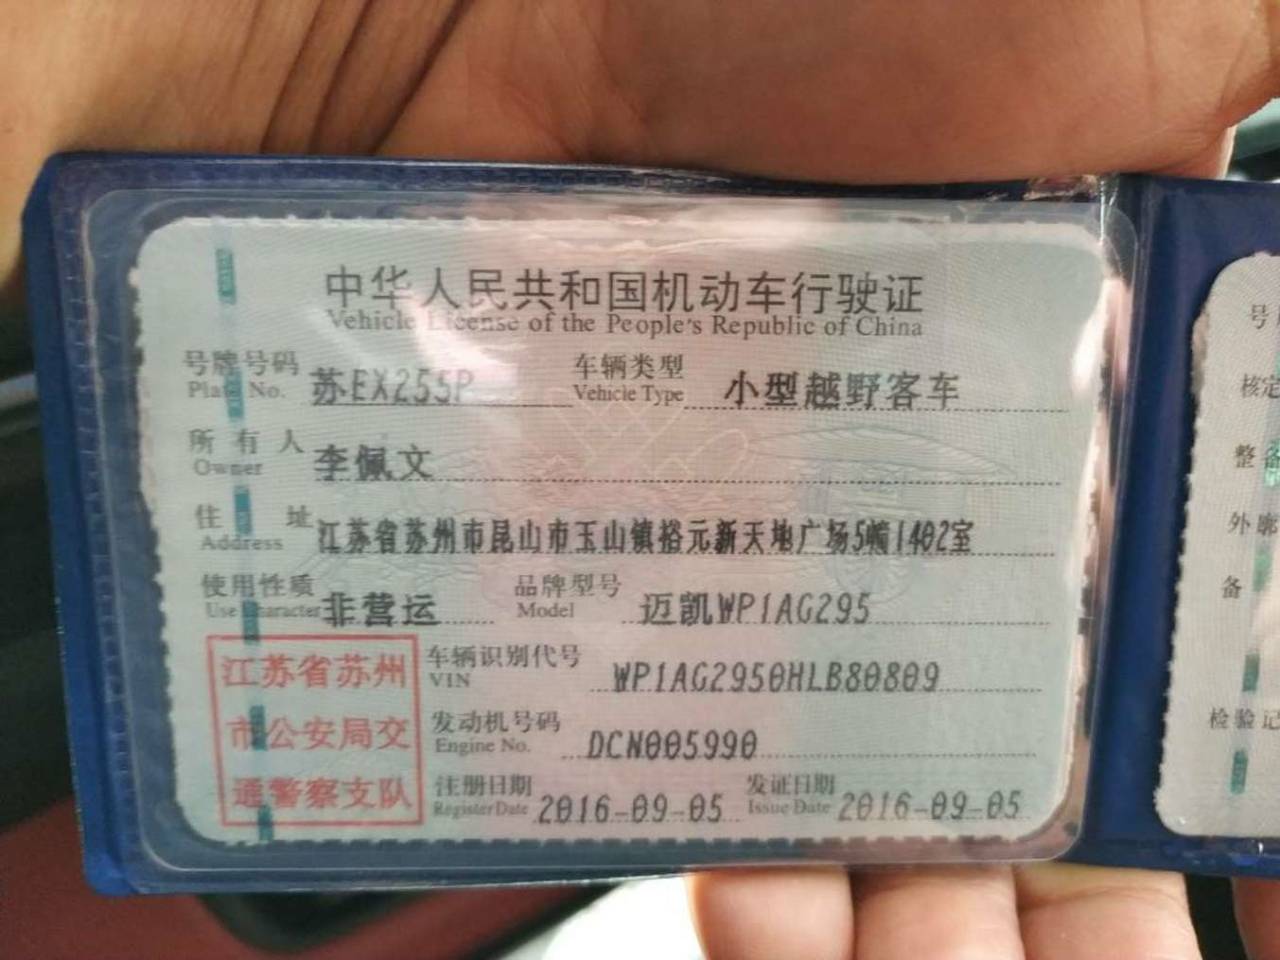 中华人民共和国机动车行驶证
Vehicle License of the People's Republic of China
号牌号码 苏EX255P 车辆类型 小型越野客车
Plate No. Vehicle Type
所有人 李佩文
Owner
住址 江苏省苏州市昆山市玉山镇裕元新天地广场5幢1402室
Address
使用性质 非营运 品牌型号 迈凯WP1AG295
Use Character Model
江苏省苏州
市公安局交
通警察支队
车辆识别代号 WP1AG2950HLB80809
VIN
发动机号码 DCN005990
Engine No.
注册日期 2016-09-05 发证日期 2016-09-05
Register Date Issue Date
号
核定
整备
外廓
备
检验记